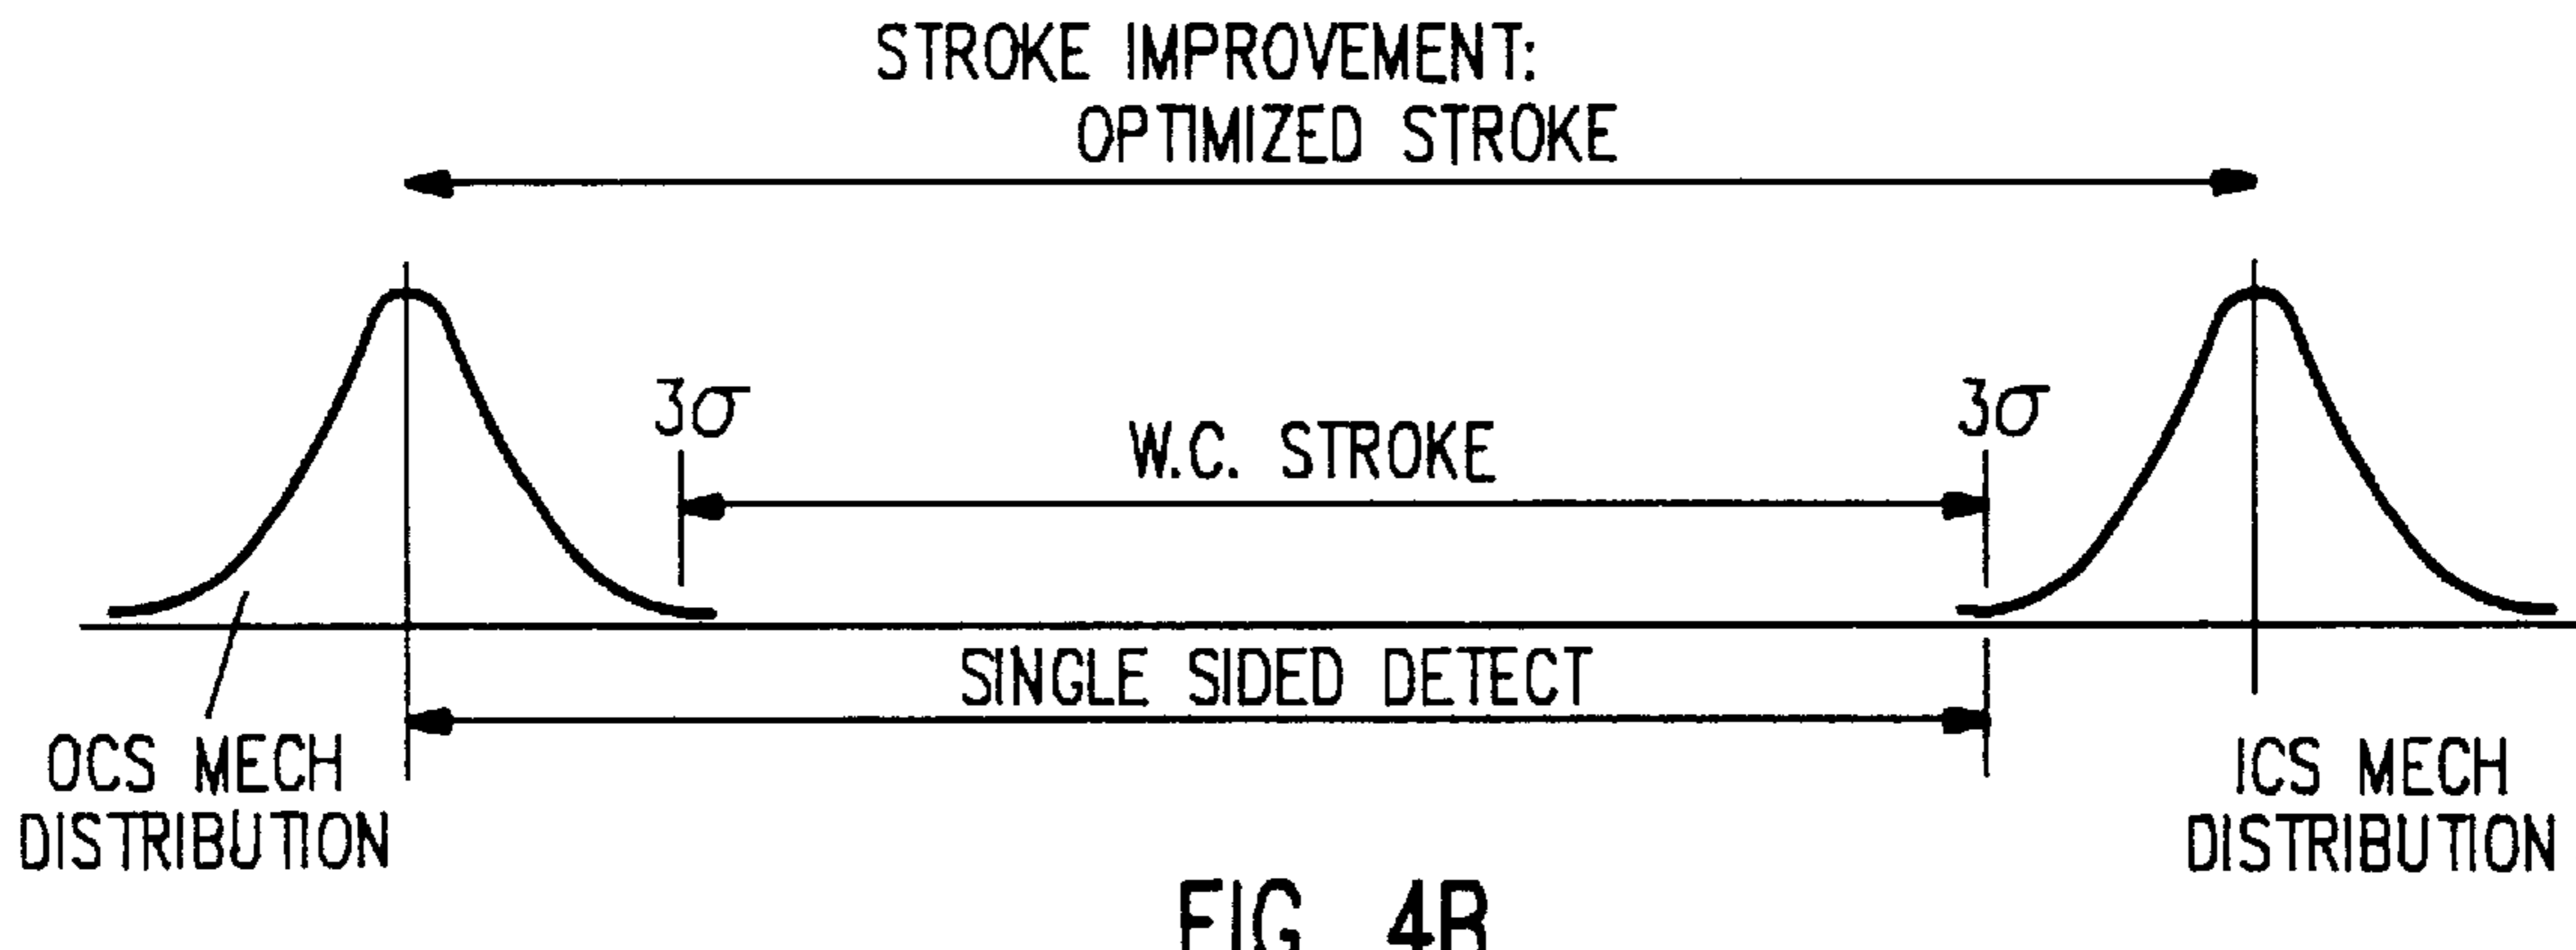 STROKE IMPROVEMENT:
OPTIMIZED STROKE
3σ
3σ
W.C. STROKE
SINGLE SIDED DETECT
OCS MECH
DISTRIBUTION
ICS MECH
DISTRIBUTION
FIG. 4B